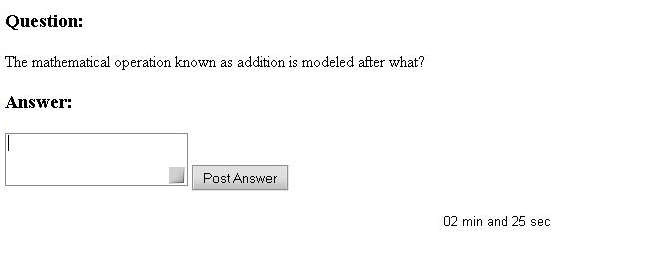 Question:
The mathematical operation known as addition is modeled after what?
Answer:
Post Answer
02 min and 25 sec